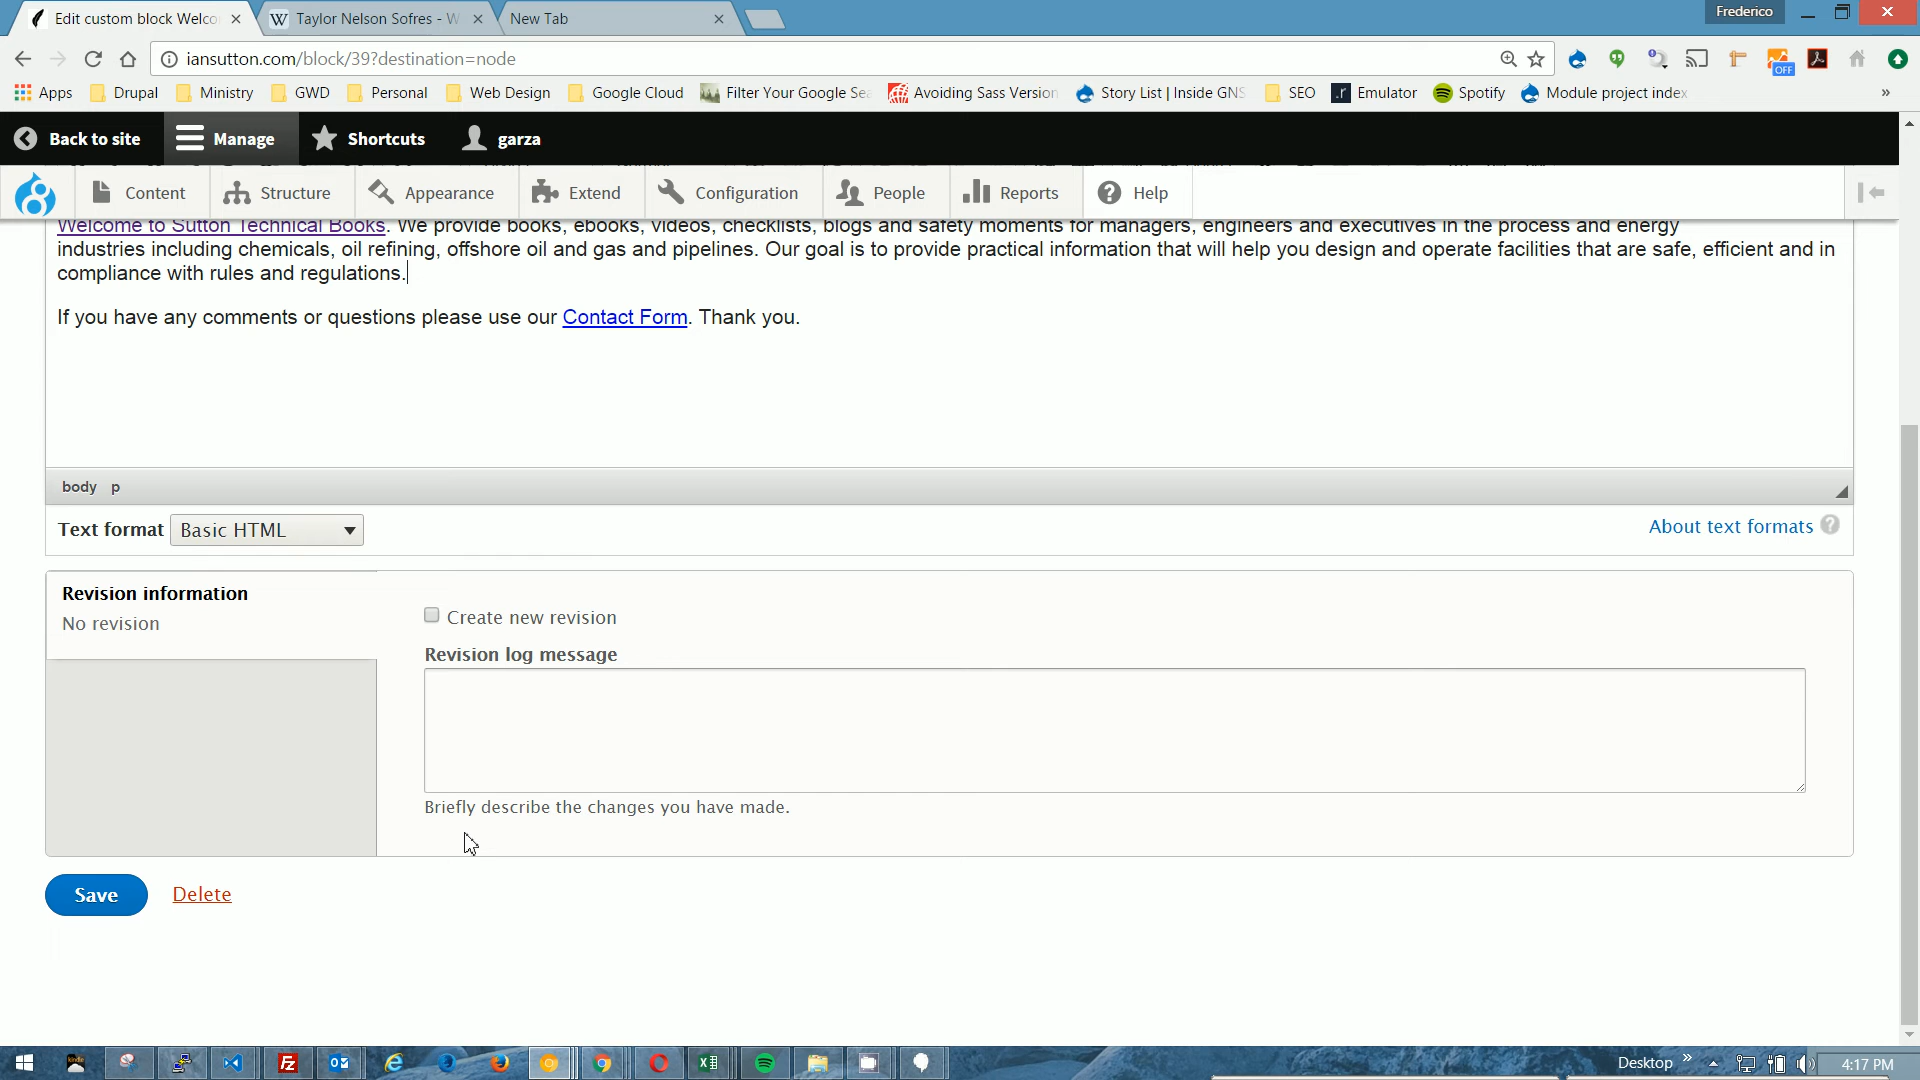 Edit custom block Welco
Taylor Nelson Sofres - W
New Tab
Frederico
iansutton.com/block/39?destination=node
Apps
Drupal
Ministry
GWD
Personal
Web Design
Google Cloud
Filter Your Google Sea
Avoiding Sass Version
Story List | Inside GNS
SEO
Emulator
Spotify
Module project index
»
OFF
Back to site
Manage
Shortcuts
garza
Content
Structure
Appearance
Extend
Configuration
People
Reports
Help
Welcome to Sutton Technical Books. We provide books, ebooks, videos, checklists, blogs and safety moments for managers, engineers and executives in the process and energy
industries including chemicals, oil refining, offshore oil and gas and pipelines. Our goal is to provide practical information that will help you design and operate facilities that are safe, efficient and in
compliance with rules and regulations.
If you have any comments or questions please use our Contact Form. Thank you.
body p
Text format Basic HTML
About text formats ?
Revision information
No revision
Create new revision
Revision log message
Briefly describe the changes you have made.
Save
Delete
Desktop »
4:17 PM